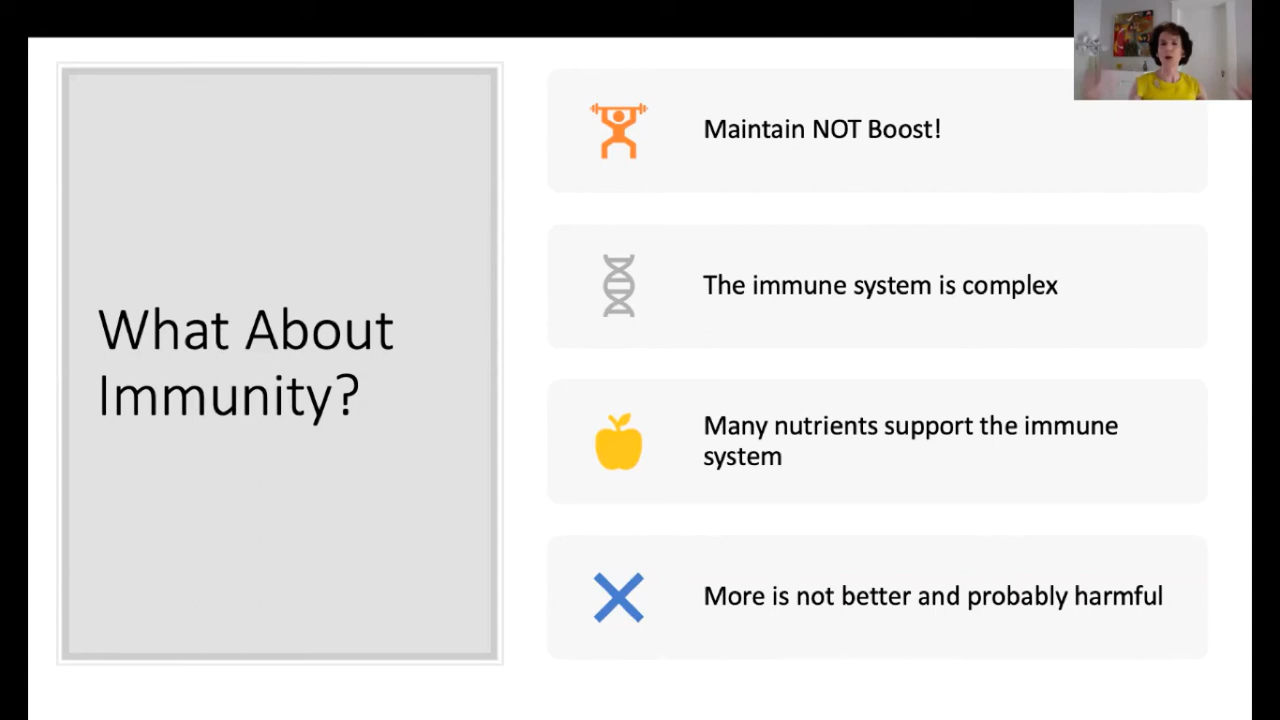 What About
Immunity?
Maintain NOT Boost!
The immune system is complex
Many nutrients support the immune
system
More is not better and probably harmful